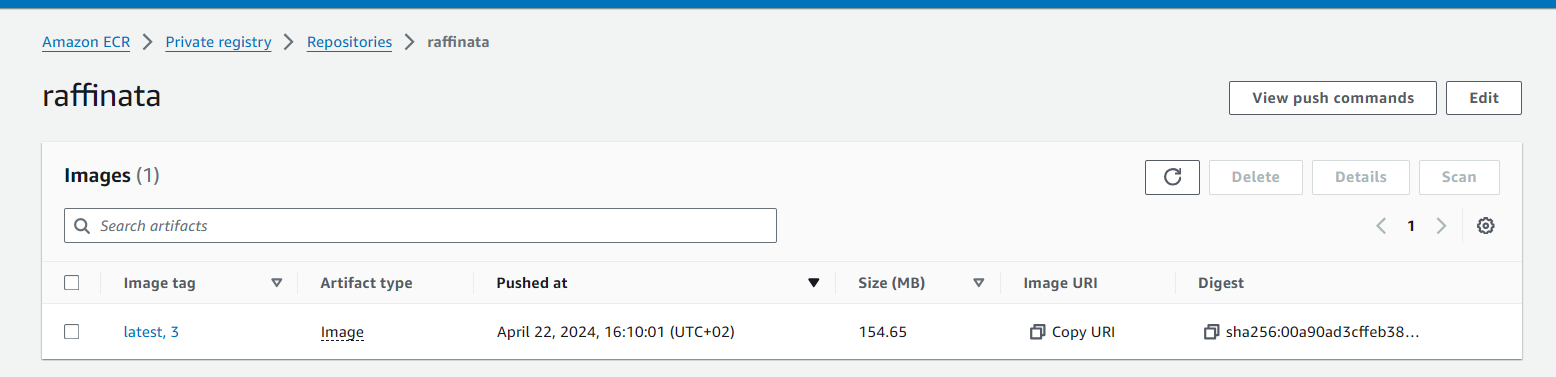 Amazon ECR > Private registry > Repositories > raffinata
raffinata
View push commands Edit
Images (1)
Delete Details Scan
Search artifacts
1
Image tag Artifact type Pushed at Size (MB) Image URI Digest
latest, 3 Image April 22, 2024, 16:10:01 (UTC+02) 154.65 Copy URI sha256:00a90ad3cffeb38...